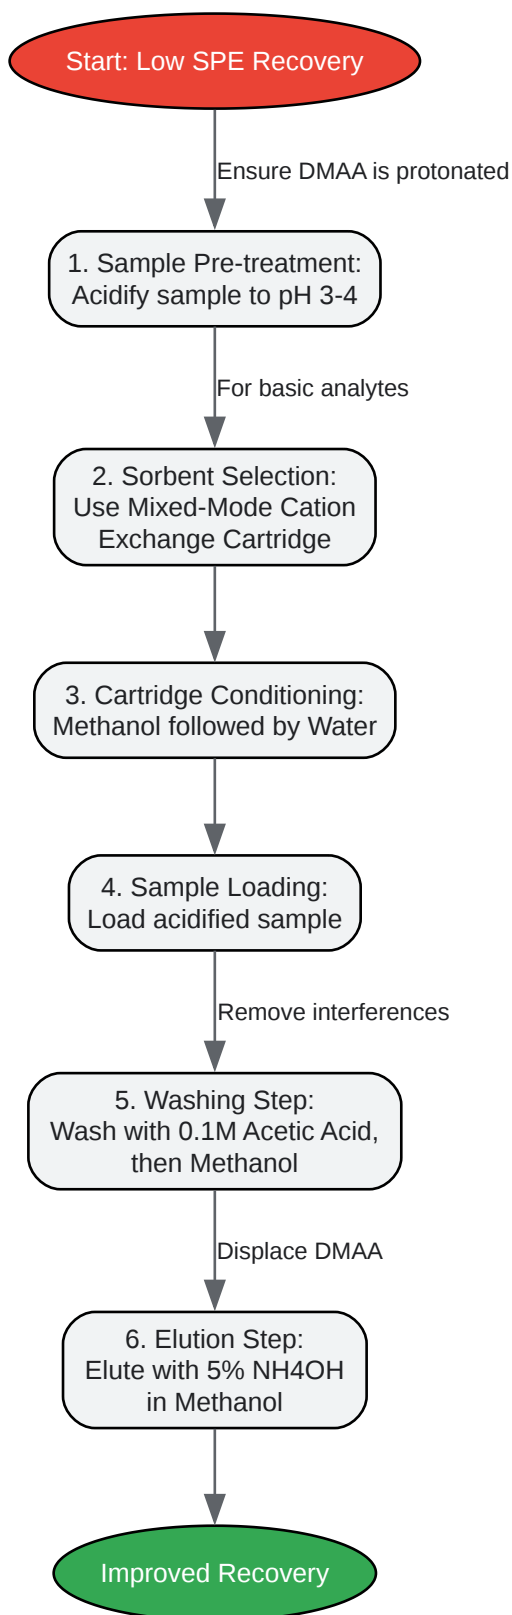 Start: Low SPE Recovery
Ensure DMAA is protonated
1. Sample Pre-treatment:
Acidify sample to pH 3-4
For basic analytes
2. Sorbent Selection:
Use Mixed-Mode Cation
Exchange Cartridge
3. Cartridge Conditioning:
Methanol followed by Water
4. Sample Loading:
Load acidified sample
Remove interferences
5. Washing Step:
Wash with 0.1M Acetic Acid,
then Methanol
Displace DMAA
6. Elution Step:
Elute with 5% NH4OH
in Methanol
Improved Recovery